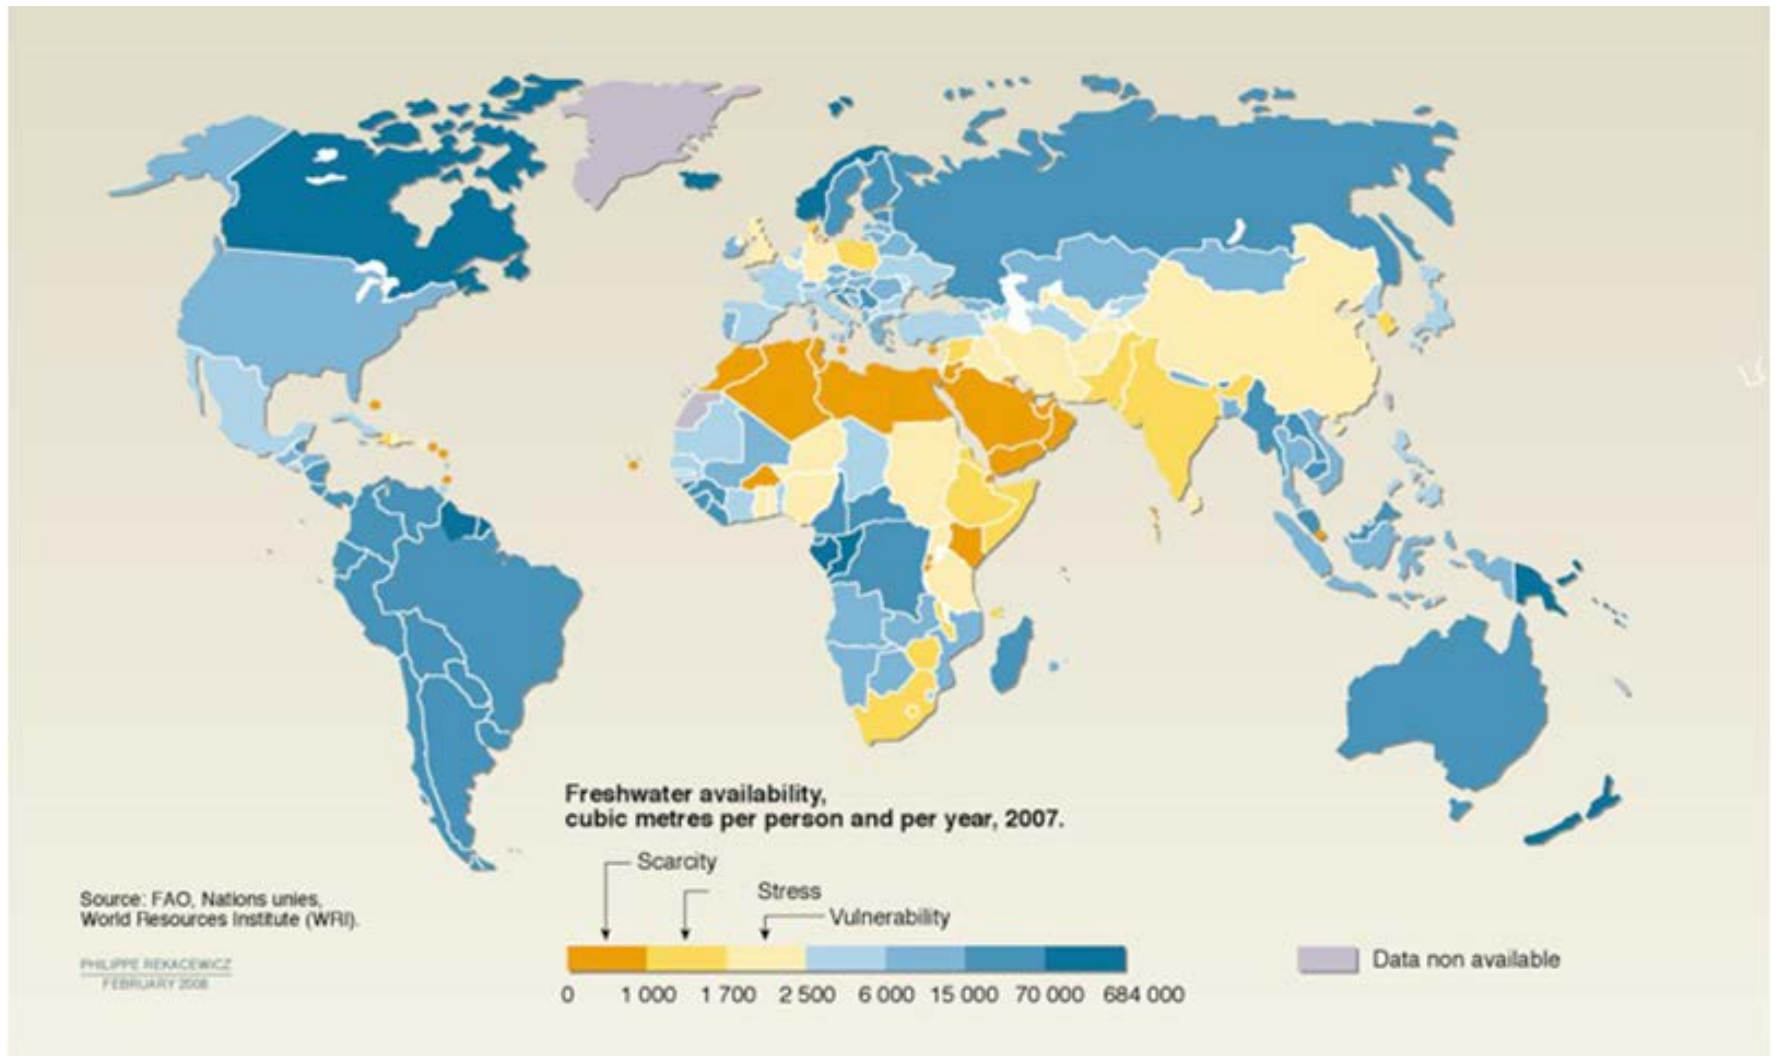 Freshwater availability,
cubic metres per person and per year, 2007.
Scarcity
Stress
Vulnerability
0 1 000 1 700 2 500 6 000 15 000 70 000 684 000
Data non available
Source: FAO, Nations unies,
World Resources Institute (WRI).
PHILIPPE REKACEWICZ
FEBRUARY 2008